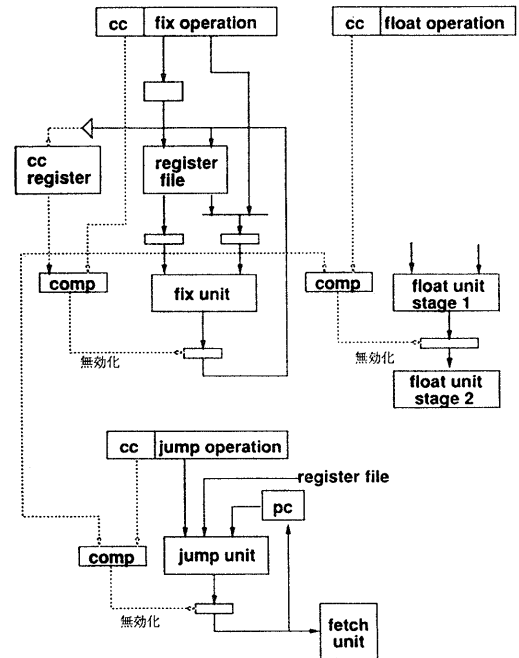 cc fix operation
cc float operation
cc
register
register
file
comp
fix unit
comp
float unit
stage 1
無効化
無効化
float unit
stage 2
cc jump operation
register file
pc
comp
jump unit
無効化
fetch
unit